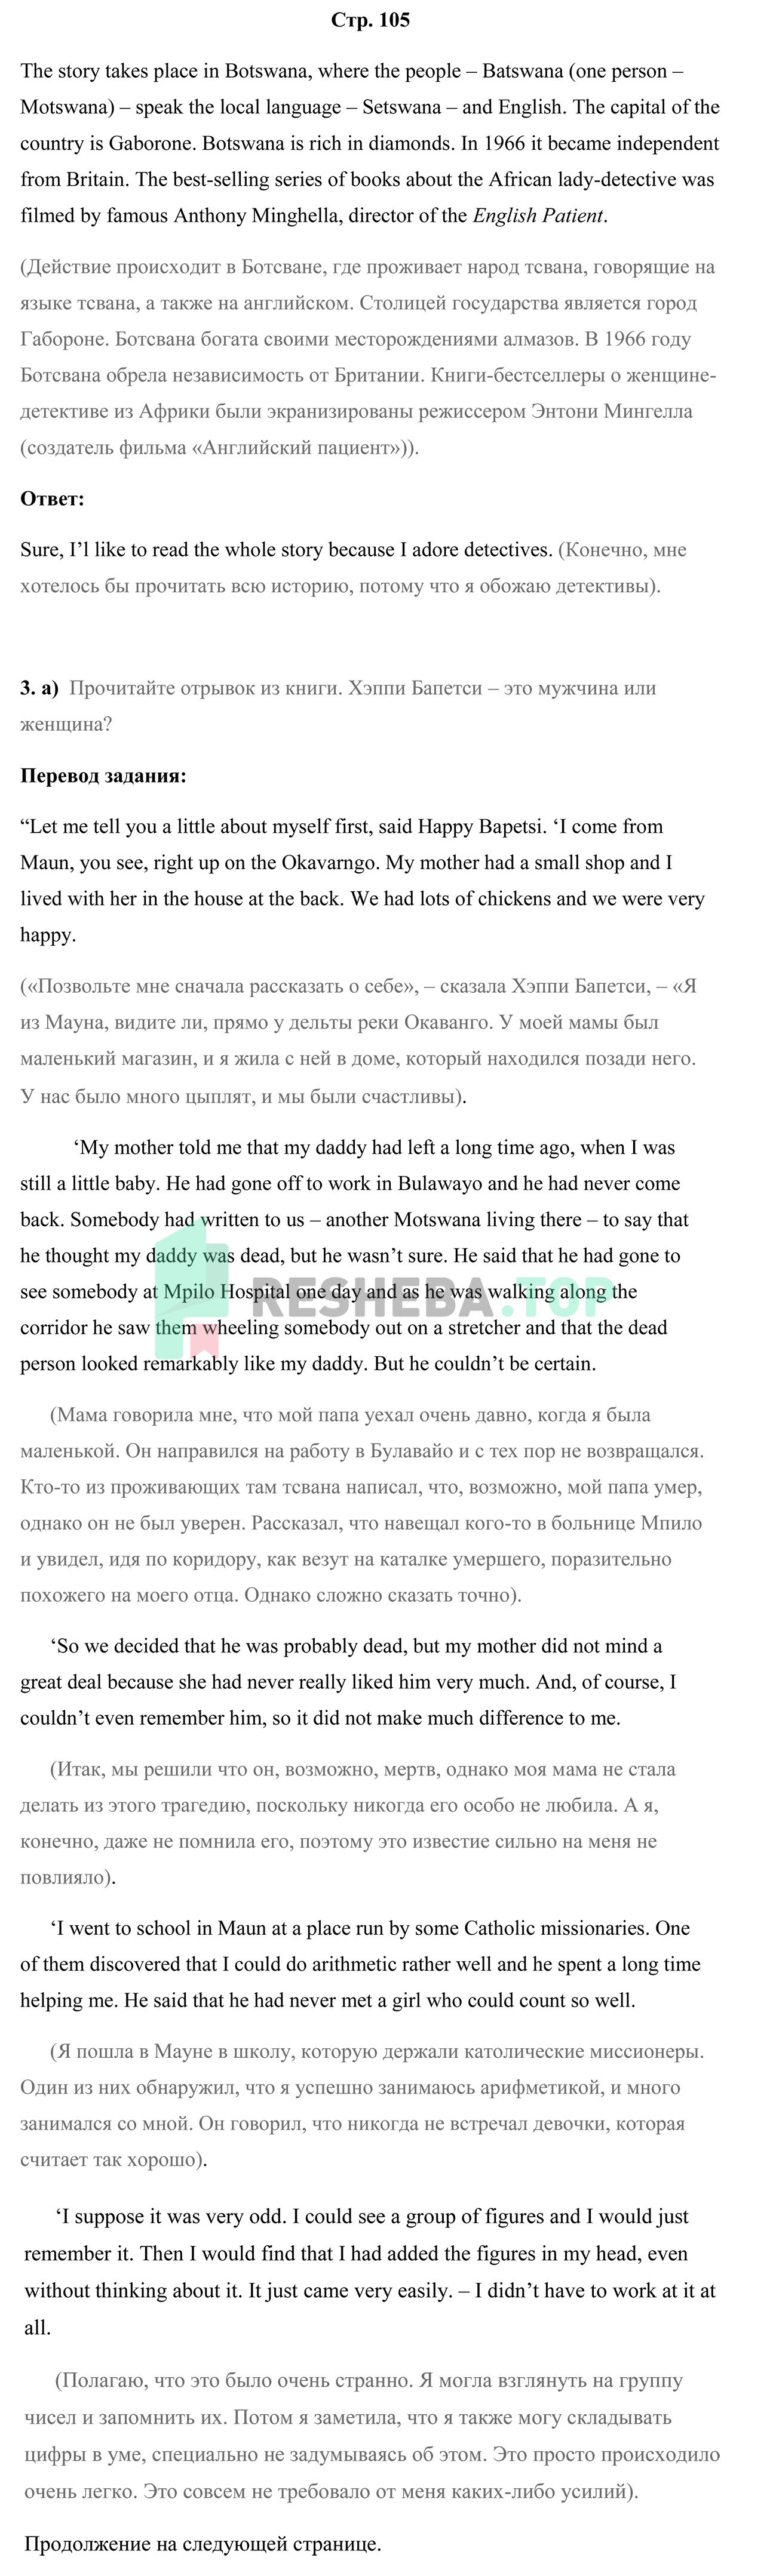 Стр. 105
The story takes place in Botswana, where the people – Batswana (one person –
Motswana) – speak the local language – Setswana – and English. The capital of the
country is Gaborone. Botswana is rich in diamonds. In 1966 it became independent
from Britain. The best-selling series of books about the African lady-detective was
filmed by famous Anthony Minghella, director of the English Patient.
(Действие происходит в Ботсване, где проживает народ тсвана, говорящие на
языке тсвана, а также на английском. Столицей государства является город
Габороне. Ботсвана богата своими месторождениями алмазов. В 1966 году
Ботсвана обрела независимость от Британии. Книги-бестселлеры о женщине-
детективе из Африки были экранизированы режиссером Энтони Мингелла
(создатель фильма «Английский пациент»)).
Ответ:
Sure, I’l like to read the whole story because I adore detectives. (Конечно, мне
хотелось бы прочитать всю историю, потому что я обожаю детективы).
3. a) Прочитайте отрывок из книги. Хэппи Бапетси – это мужчина или
женщина?
Перевод задания:
“Let me tell you a little about myself first, said Happy Bapetsi. ‘I come from
Maun, you see, right up on the Okavarngo. My mother had a small shop and I
lived with her in the house at the back. We had lots of chickens and we were very
happy.
(«Позвольте мне сначала рассказать о себе», – сказала Хэппи Бапетси, – «Я
из Мауна, видите ли, прямо у дельты реки Окаванго. У моей мамы был
маленький магазин, и я жила с ней в доме, который находился позади него.
У нас было много цыплят, и мы были счастливы).
‘My mother told me that my daddy had left a long time ago, when I was
still a little baby. He had gone off to work in Bulawayo and he had never come
back. Somebody had written to us – another Motswana living there – to say that
he thought my daddy was dead, but he wasn’t sure. He said that he had gone to
see somebody at Mpilo Hospital one day and as he was walking along the
corridor he saw them wheeling somebody out on a stretcher and that the dead
person looked remarkably like my daddy. But he couldn’t be certain.
RESHEBA.TOP
(Мама говорила мне, что мой папа уехал очень давно, когда я была
маленькой. Он направился на работу в Булавайо и с тех пор не возвращался.
Кто-то из проживающих там тсвана написал, что, возможно, мой папа умер,
однако он не был уверен. Рассказал, что навещал кого-то в больнице Мпило
и увидел, идя по коридору, как везут на каталке умершего, поразительно
похожего на моего отца. Однако сложно сказать точно).
‘So we decided that he was probably dead, but my mother did not mind a
great deal because she had never really liked him very much. And, of course, I
couldn’t even remember him, so it did not make much difference to me.
(Итак, мы решили что он, возможно, мертв, однако моя мама не стала
делать из этого трагедию, поскольку никогда его особо не любила. А я,
конечно, даже не помнила его, поэтому это известие сильно на меня не
повлияло).
‘I went to school in Maun at a place run by some Catholic missionaries. One
of them discovered that I could do arithmetic rather well and he spent a long time
helping me. He said that he had never met a girl who could count so well.
(Я пошла в Мауне в школу, которую держали католические миссионеры.
Один из них обнаружил, что я успешно занимаюсь арифметикой, и много
занимался со мной. Он говорил, что никогда не встречал девочки, которая
считает так хорошо).
‘I suppose it was very odd. I could see a group of figures and I would just
remember it. Then I would find that I had added the figures in my head, even
without thinking about it. It just came very easily. – I didn’t have to work at it at
all.
(Полагаю, что это было очень странно. Я могла взглянуть на группу
чисел и запомнить их. Потом я заметила, что я также могу складывать
цифры в уме, специально не задумываясь об этом. Это просто происходило
очень легко. Это совсем не требовало от меня каких-либо усилий).
Продолжение на следующей странице.